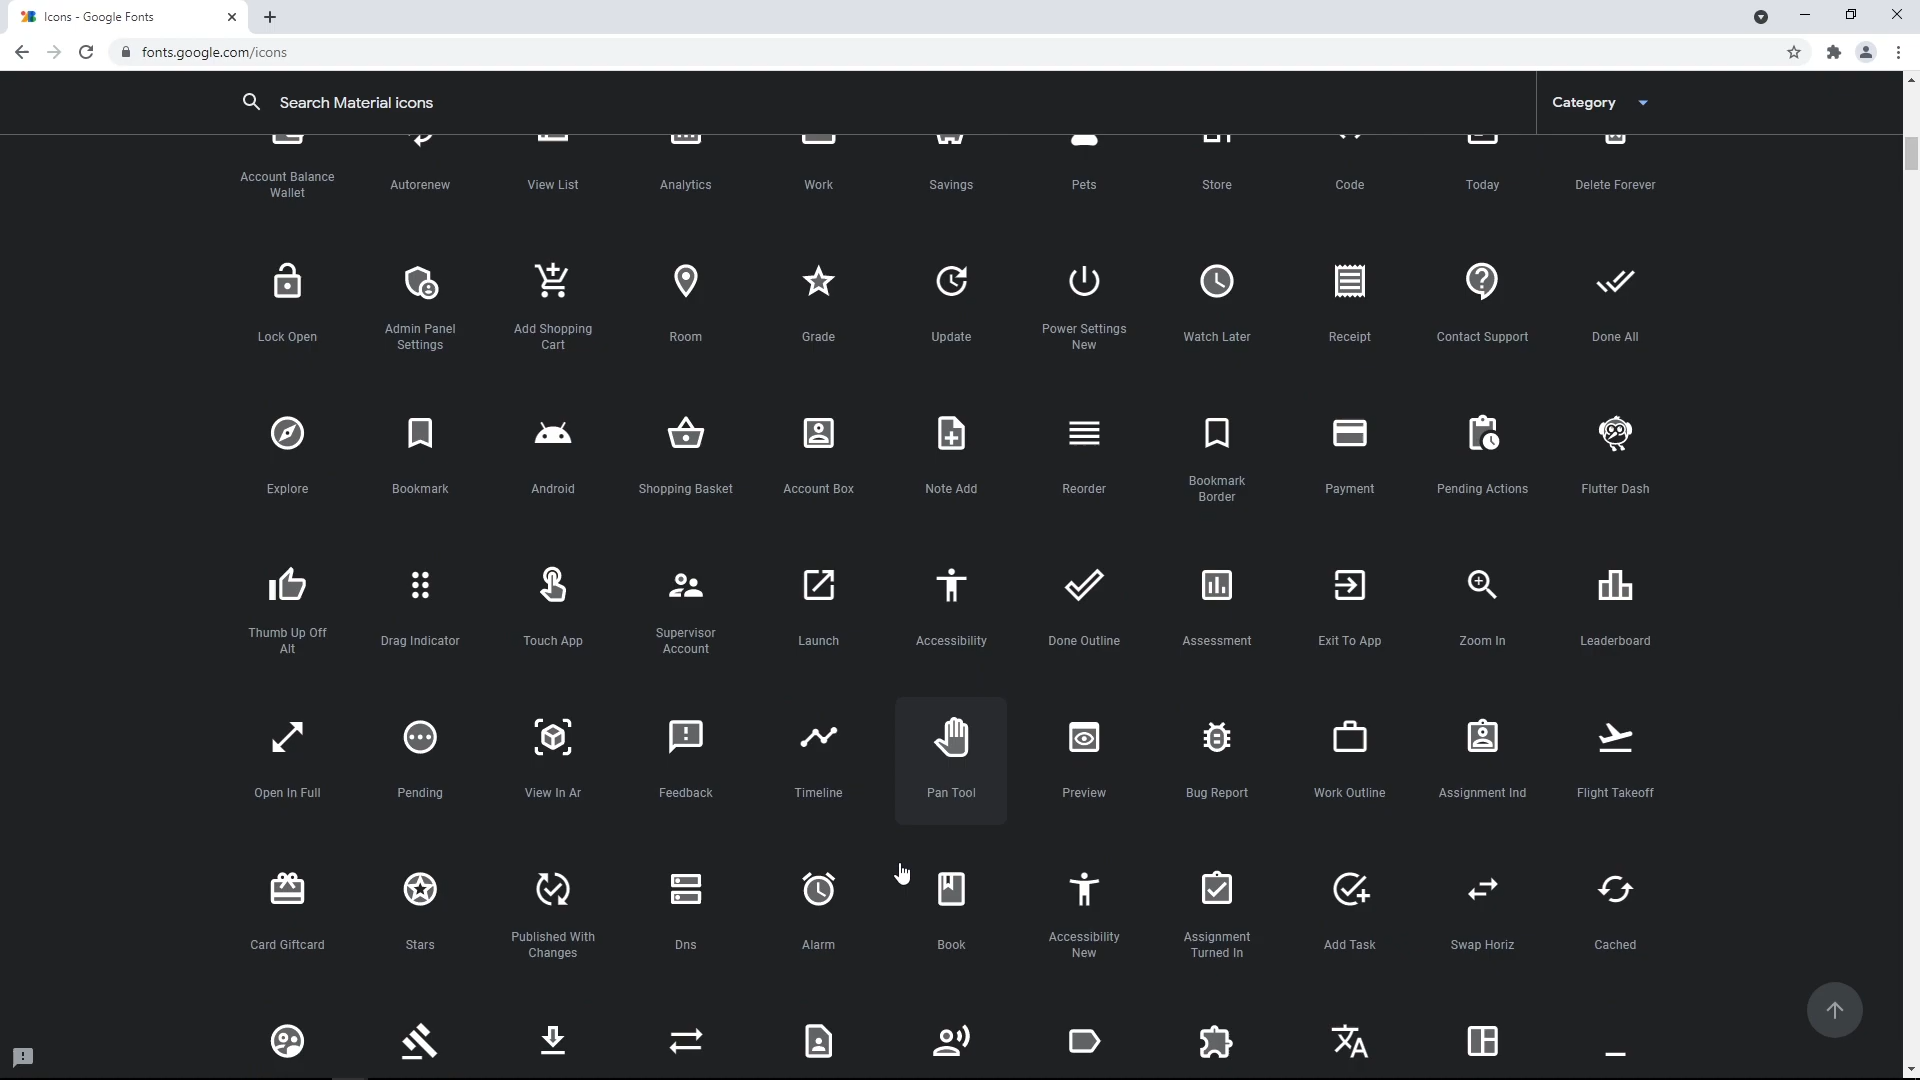 Icons - Google Fonts
fonts.google.com/icons
Search Material icons
Category
Account Balance
Wallet
Autorenew
View List
Analytics
Work
Savings
Pets
Store
Code
Today
Delete Forever
Lock Open
Admin Panel
Settings
Add Shopping
Cart
Room
Grade
Update
Power Settings
New
Watch Later
Receipt
Contact Support
Done All
Explore
Bookmark
Android
Shopping Basket
Account Box
Note Add
Reorder
Bookmark
Border
Payment
Pending Actions
Flutter Dash
Thumb Up Off
Alt
Drag Indicator
Touch App
Supervisor
Account
Launch
Accessibility
Done Outline
Assessment
Exit To App
Zoom In
Leaderboard
Open In Full
Pending
View In Ar
Feedback
Timeline
Pan Tool
Preview
Bug Report
Work Outline
Assignment Ind
Flight Takeoff
Card Giftcard
Stars
Published With
Changes
Dns
Alarm
Book
Accessibility
New
Assignment
Turned In
Add Task
Swap Horiz
Cached